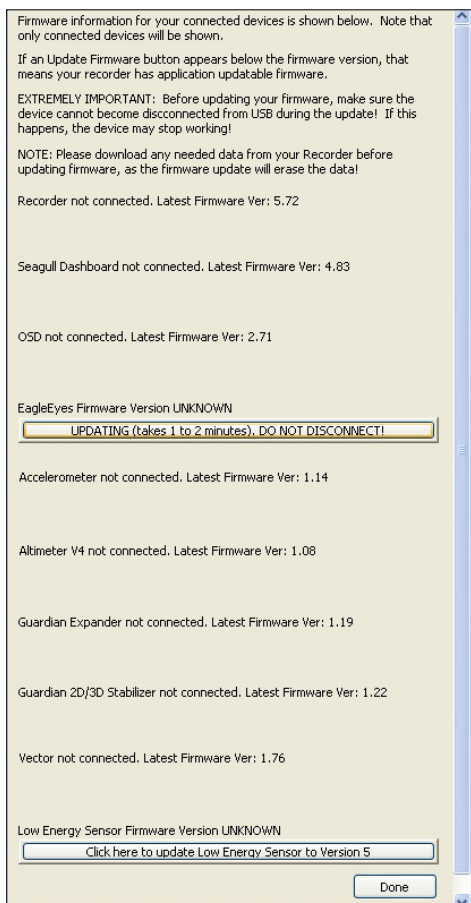 Firmware information for your connected devices is shown below.  Note that
only connected devices will be shown.
If an Update Firmware button appears below the firmware version, that
means your recorder has application updatable firmware.
EXTREMELY IMPORTANT:  Before updating your firmware, make sure the
device cannot become discconnected from USB during the update!  If this
happens, the device may stop working!
NOTE: Please download any needed data from your Recorder before
updating firmware, as the firmware update will erase the data!
Recorder not connected. Latest Firmware Ver: 5.72
Seagull Dashboard not connected. Latest Firmware Ver: 4.83
OSD not connected. Latest Firmware Ver: 2.71
EagleEyes Firmware Version UNKNOWN
UPDATING (takes 1 to 2 minutes). DO NOT DISCONNECT!
Accelerometer not connected. Latest Firmware Ver: 1.14
Altimeter V4 not connected. Latest Firmware Ver: 1.08
Guardian Expander not connected. Latest Firmware Ver: 1.19
Guardian 2D/3D Stabilizer not connected. Latest Firmware Ver: 1.22
Vector not connected. Latest Firmware Ver: 1.76
Low Energy Sensor Firmware Version UNKNOWN
Click here to update Low Energy Sensor to Version 5
Done